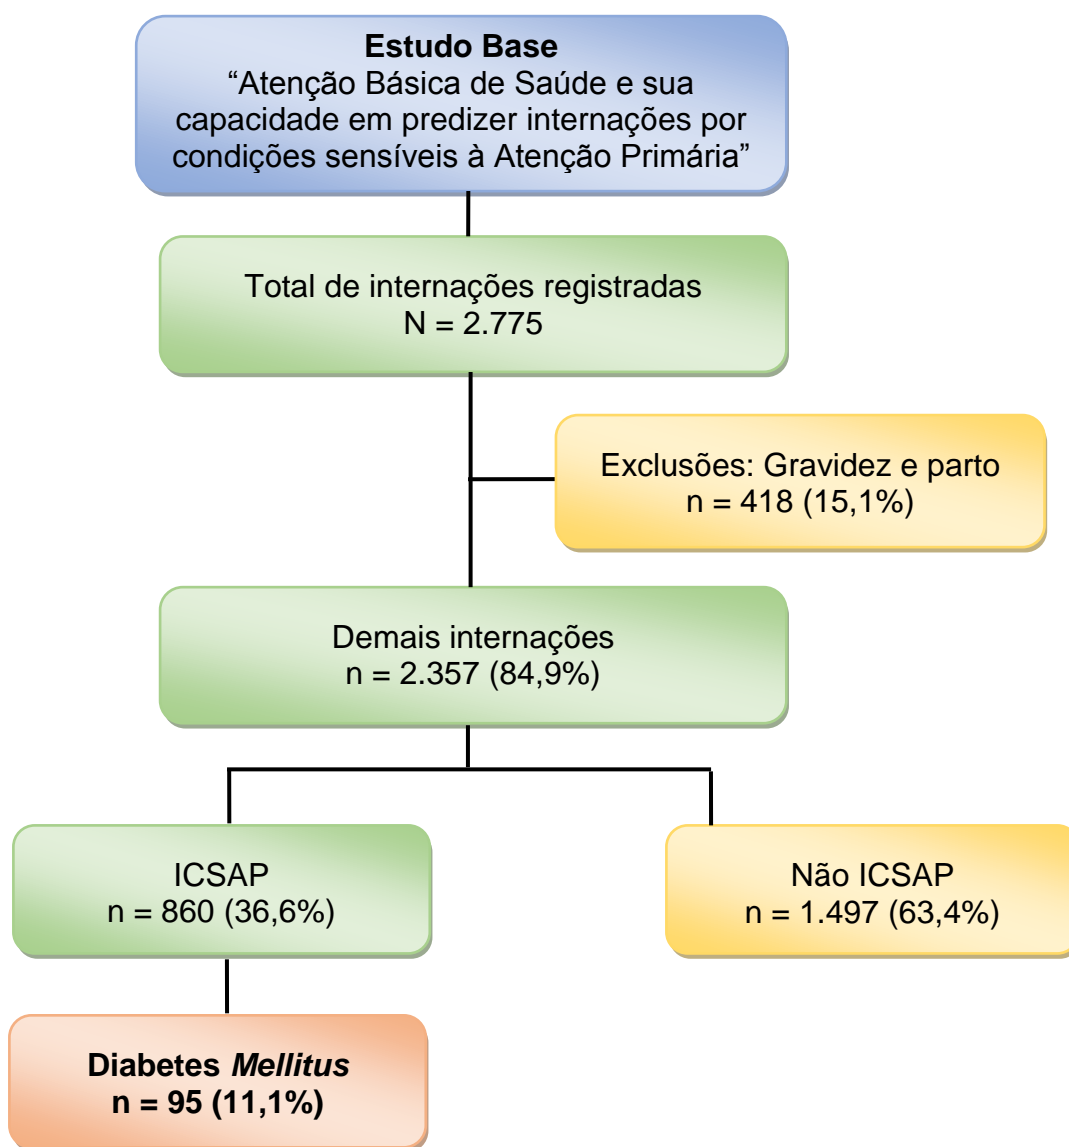 Estudo Base
“Atenção Básica de Saúde e sua
capacidade em predizer internações por
condições sensíveis à Atenção Primária”
Total de internações registradas
N = 2.775
Exclusões: Gravidez e parto
n = 418 (15,1%)
Demais internações
n = 2.357 (84,9%)
ICSAP
n = 860 (36,6%)
Não ICSAP
n = 1.497 (63,4%)
Diabetes Mellitus
n = 95 (11,1%)